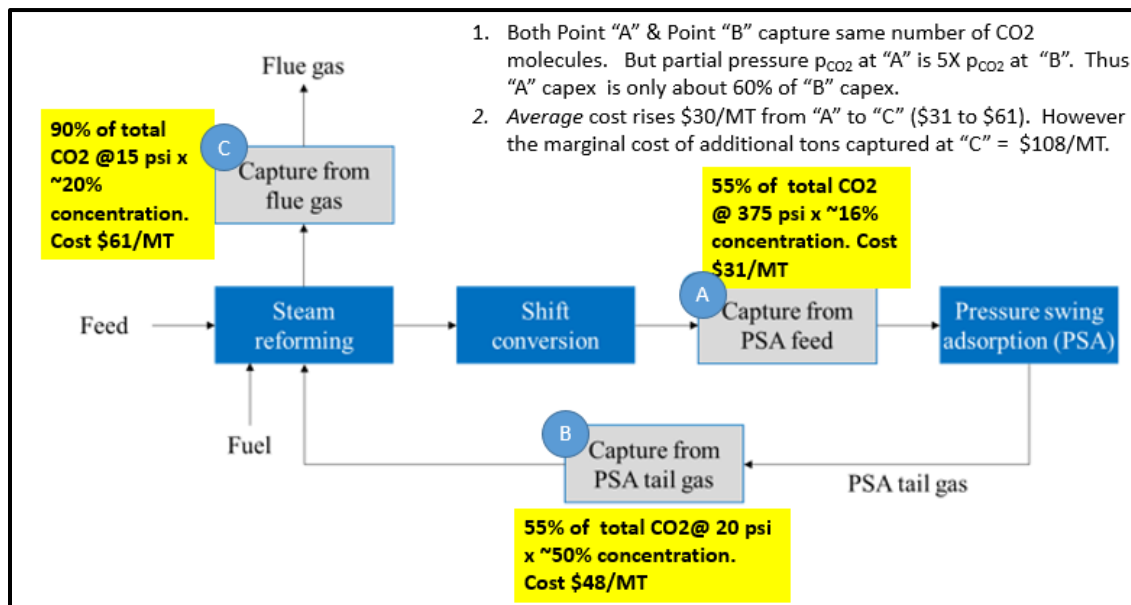 1. Both Point “A” & Point “B” capture same number of CO2
molecules. But partial pressure pCO2 at “A” is 5X pCO2 at “B”. Thus
“A” capex is only about 60% of “B” capex.
2. Average cost rises $30/MT from “A” to “C” ($31 to $61). However
the marginal cost of additional tons captured at “C” = $108/MT.
Flue gas
90% of total
CO2 @15 psi x
~20%
concentration.
Cost $61/MT
C
Capture from
flue gas
55% of total CO2
@ 375 psi x ~16%
concentration. Cost
$31/MT
Feed
Steam
reforming
Shift
conversion
A
Capture from
PSA feed
Pressure swing
adsorption (PSA)
Fuel
B
Capture from
PSA tail gas
PSA tail gas
55% of total CO2@ 20 psi
x ~50% concentration.
Cost $48/MT